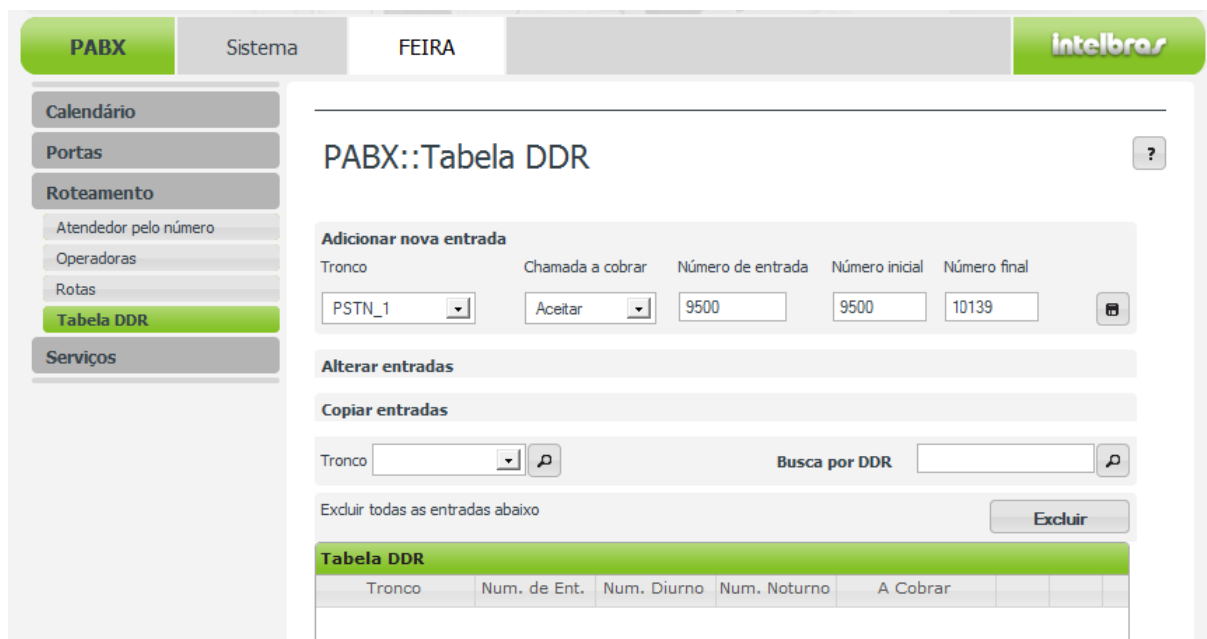 PABX Sistema FEIRA intelbras
Calendário
Portas
Roteamento
Atendedor pelo número
Operadoras
Rotas
Tabela DDR
Serviços
PABX::Tabela DDR
?
Adicionar nova entrada
Tronco Chamada a cobrar Número de entrada Número inicial Número final
PSTN_1 Aceitar 9500 9500 10139
Alterar entradas
Copiar entradas
Tronco Busca por DDR
Excluir todas as entradas abaixo Excluir
Tabela DDR
Tronco Num. de Ent. Num. Diurno Num. Noturno A Cobrar